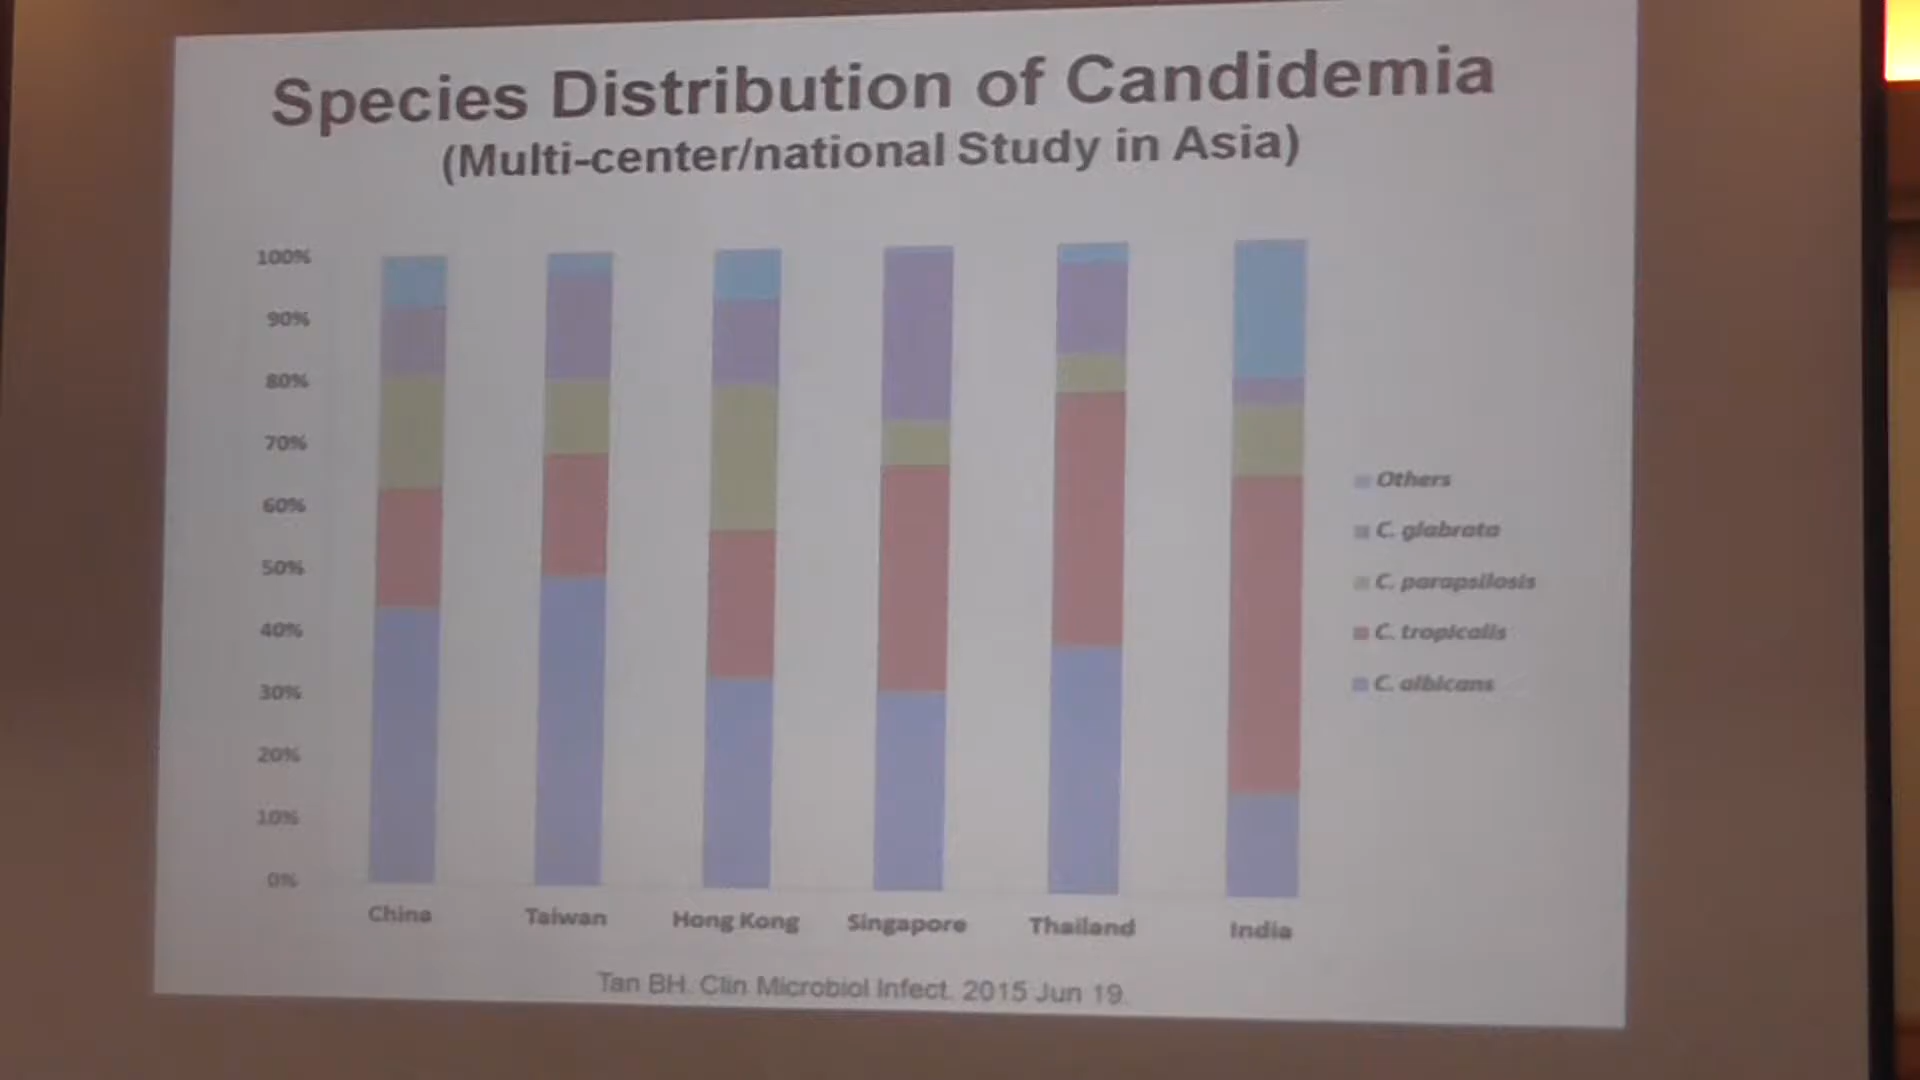 Species Distribution of Candidemia
(Multi-center/national Study in Asia)
100%
90%
80%
70%
60%
50%
40%
30%
20%
10%
0%
Others
C. glabrata
C. parapsilosis
C. tropicalis
C. albicans
China
Taiwan
Hong Kong
Singapore
Thailand
India
Tan BH. Clin Microbiol Infect. 2015 Jun 19.